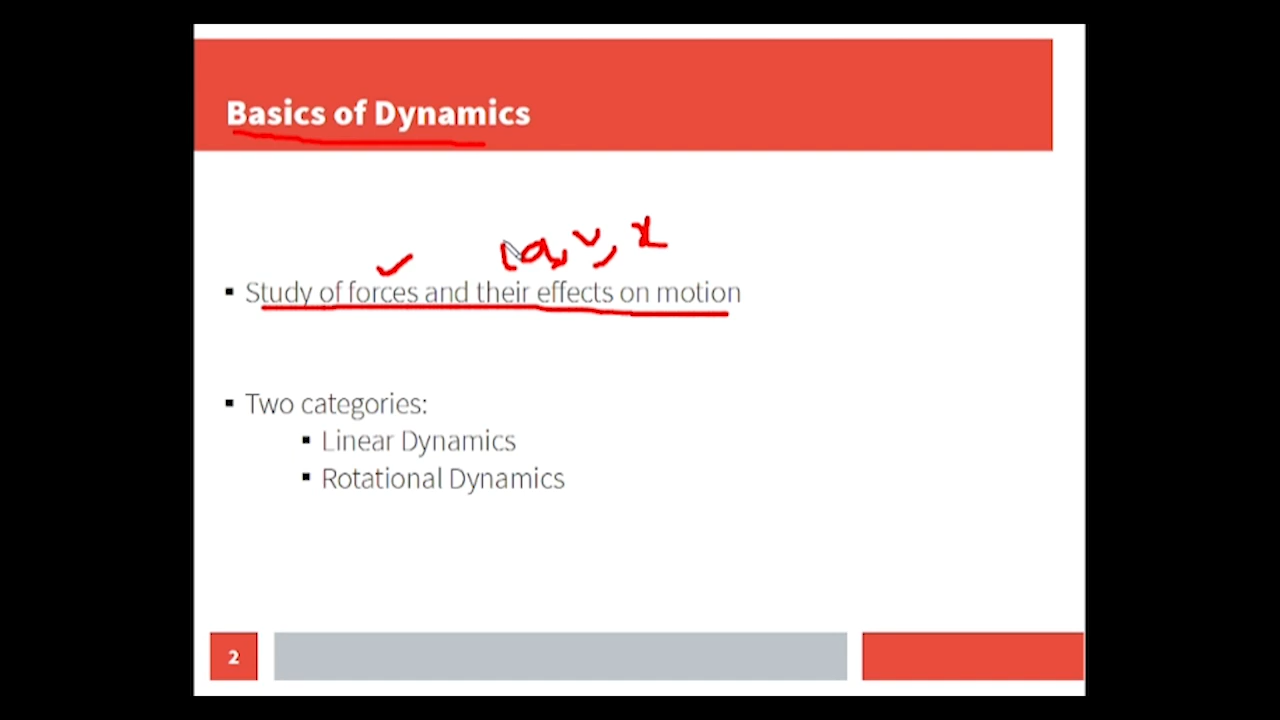 Basics of Dynamics
(a, v, x
▪ Study of forces and their effects on motion
▪ Two categories:
▪ Linear Dynamics
▪ Rotational Dynamics
2